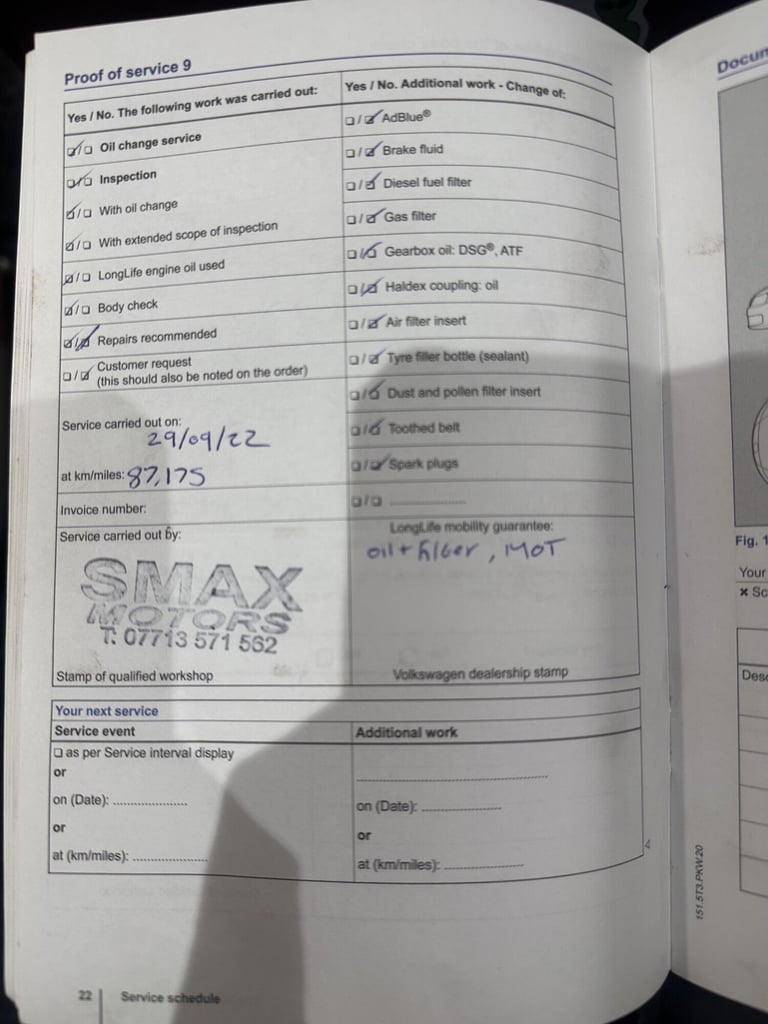 Proof of service 9
Yes / No. The following work was carried out:
☑/☐ Oil change service
☑/☐ Inspection
☑/☐ With oil change
☑/☐ With extended scope of inspection
☑/☐ LongLife engine oil used
☑/☐ Body check
☑/☑ Repairs recommended
☐/☑ Customer request
(this should also be noted on the order)
Service carried out on:
29/09/22
at km/miles: 87,175
Invoice number:
Service carried out by:
SMAX
MOTORS
T: 07713 571 562
Stamp of qualified workshop
Yes / No. Additional work - Change of:
☐/☑ AdBlue®
☐/☑ Brake fluid
☐/☑ Diesel fuel filter
☐/☑ Gas filter
☐/☑ Gearbox oil: DSG®, ATF
☐/☑ Haldex coupling: oil
☐/☑ Air filter insert
☐/☑ Tyre filler bottle (sealant)
☐/☑ Dust and pollen filter insert
☐/☑ Toothed belt
☐/☑ Spark plugs
☐/☐ ....................
LongLife mobility guarantee:
oil + filter, MOT
Volkswagen dealership stamp
Your next service
Service event
☐ as per Service interval display
or
on (Date): ....................
or
at (km/miles): ....................
Additional work
....................
on (Date): ....................
or
at (km/miles): ....................
22 Service schedule
Docum
Fig. 1
Your
× Sc
Desc
151.5T3.PKW.20